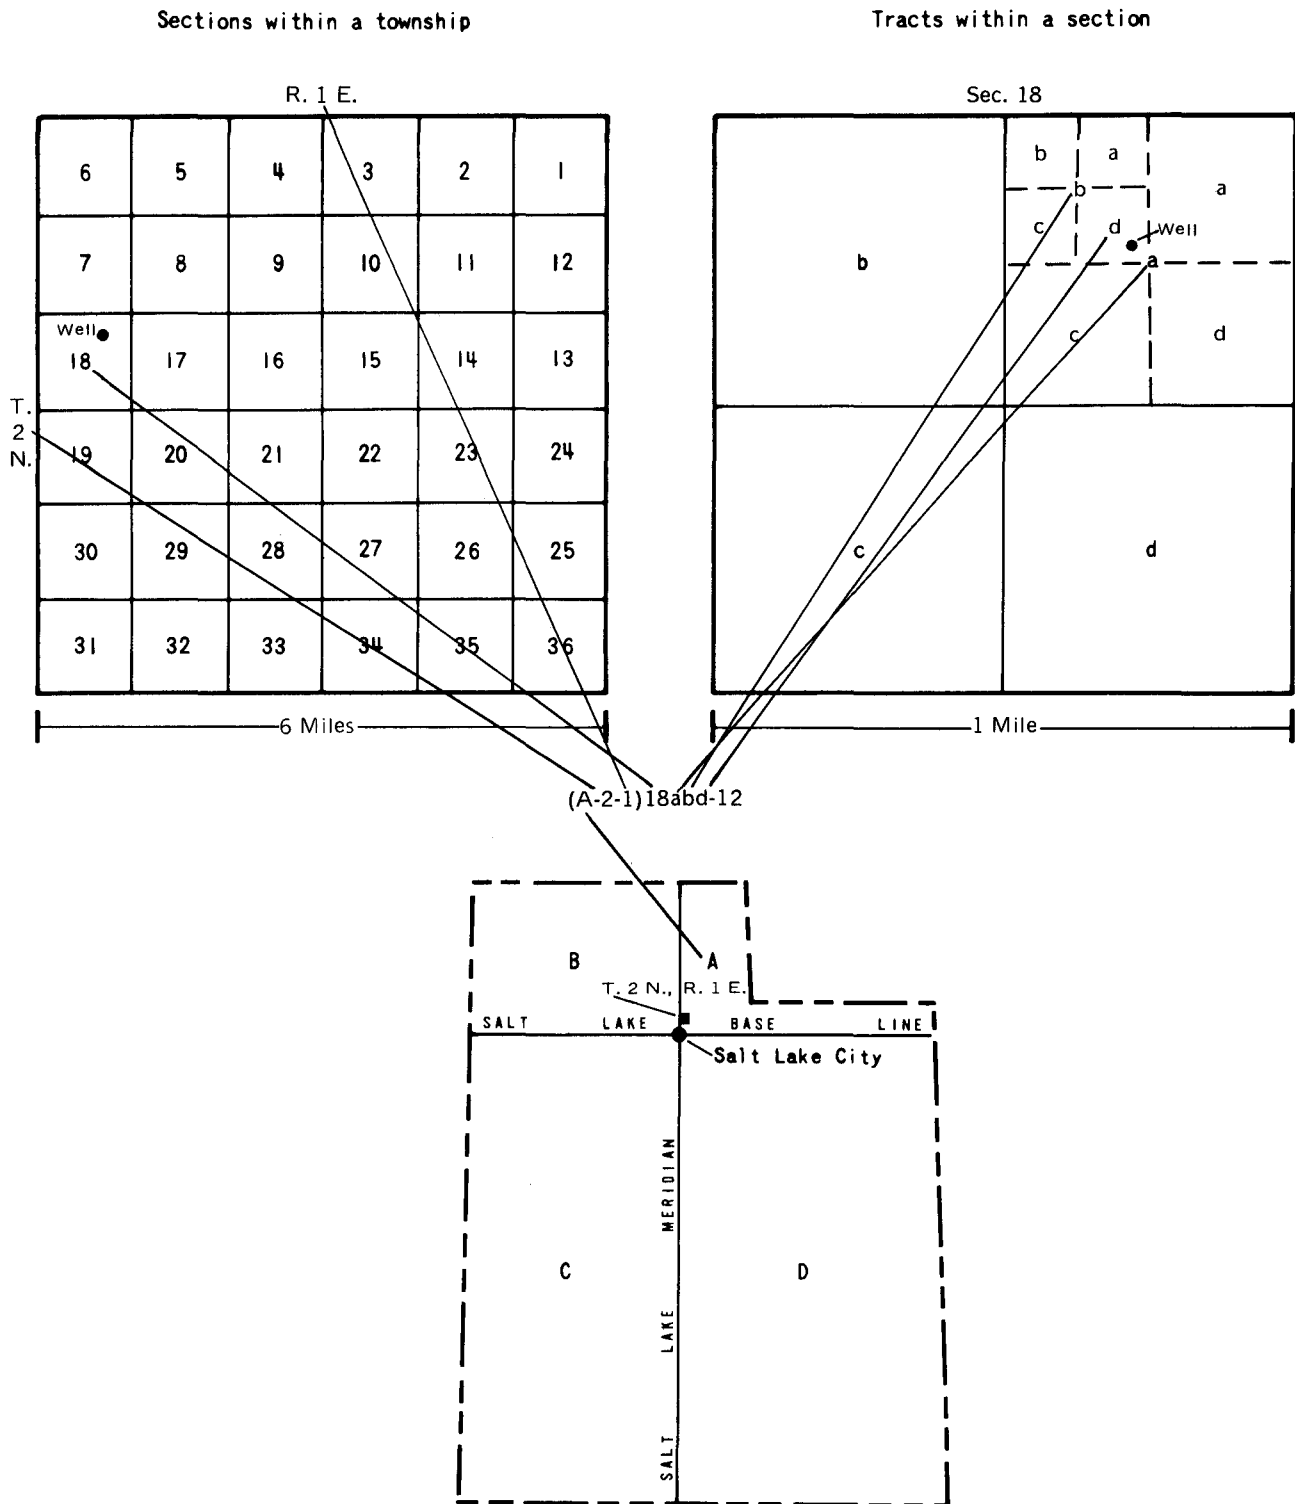 Sections within a township
Tracts within a section
R. 1 E.
Sec. 18
6 5 4 3 2 1
7 8 9 10 11 12
Well
18 17 16 15 14 13
T.
2
N.
19 20 21 22 23 24
30 29 28 27 26 25
31 32 33 34 35 36
6 Miles
b a
b
a
c d
Well
b
a
c
d
c
d
1 Mile
(A-2-1)18abd-12
B A
T. 2 N., R. 1 E.
SALT LAKE BASE LINE
Salt Lake City
C D
SALT LAKE MERIDIAN